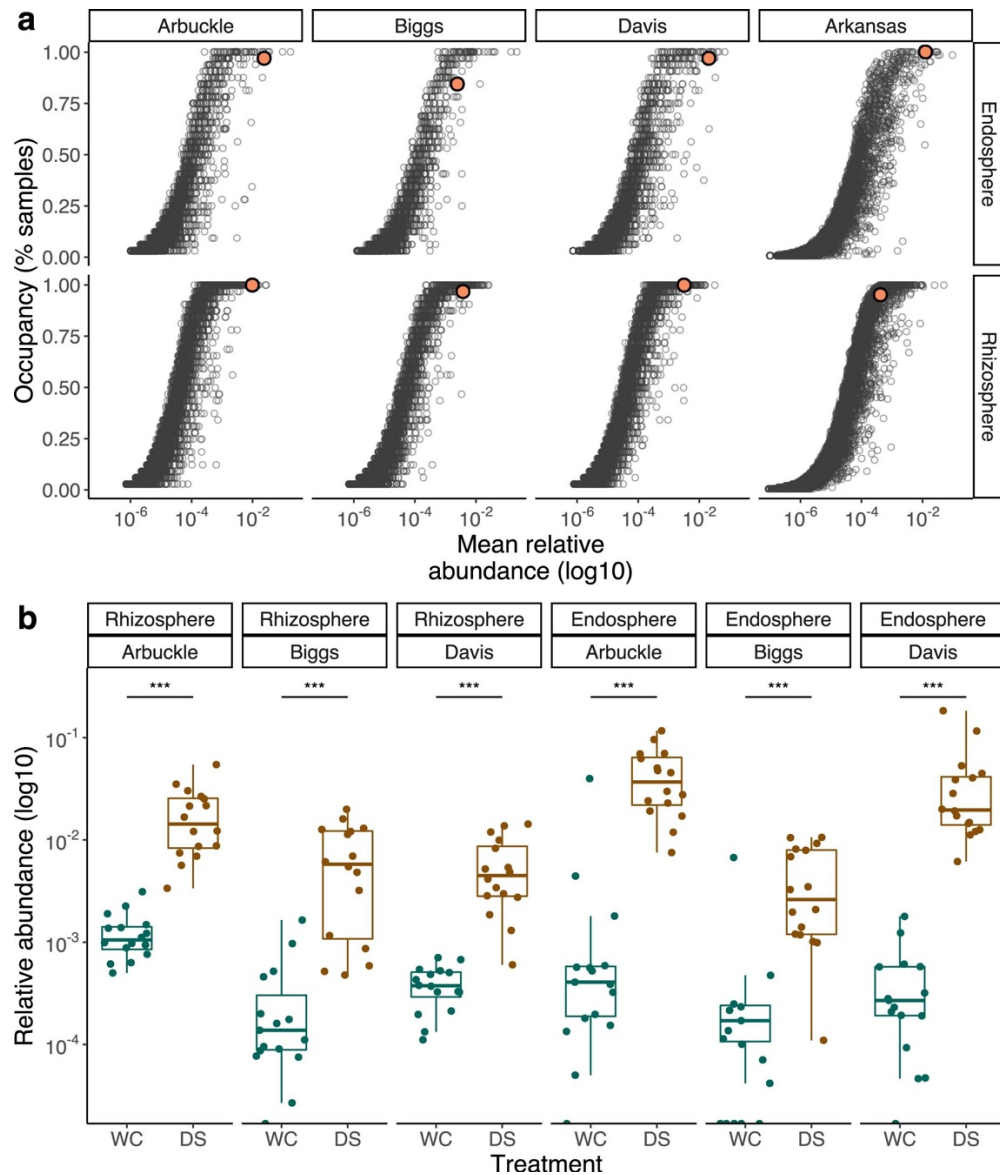 a
Arbuckle Biggs Davis Arkansas
1.00
0.75
0.50
0.25
0.00
Endosphere
1.00
0.75
0.50
0.25
0.00
Rhizosphere
Occupancy (% samples)
10⁻⁶ 10⁻⁴ 10⁻² 10⁻⁶ 10⁻⁴ 10⁻² 10⁻⁶ 10⁻⁴ 10⁻² 10⁻⁶ 10⁻⁴ 10⁻²
Mean relative
abundance (log10)
b
Rhizosphere Rhizosphere Rhizosphere Endosphere Endosphere Endosphere
Arbuckle Biggs Davis Arbuckle Biggs Davis
*** *** *** *** *** ***
10⁻¹
10⁻²
10⁻³
10⁻⁴
Relative abundance (log10)
WC DS WC DS WC DS WC DS WC DS WC DS
Treatment